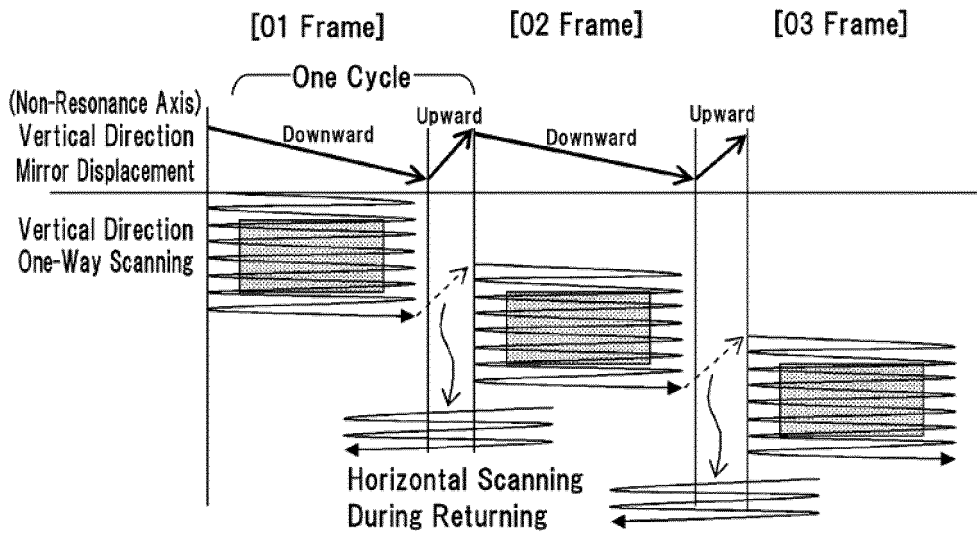 [01 Frame] [02 Frame] [03 Frame]
One Cycle
(Non-Resonance Axis)
Vertical Direction
Mirror Displacement
Downward
Upward
Downward
Upward
Vertical Direction
One-Way Scanning
Horizontal Scanning
During Returning